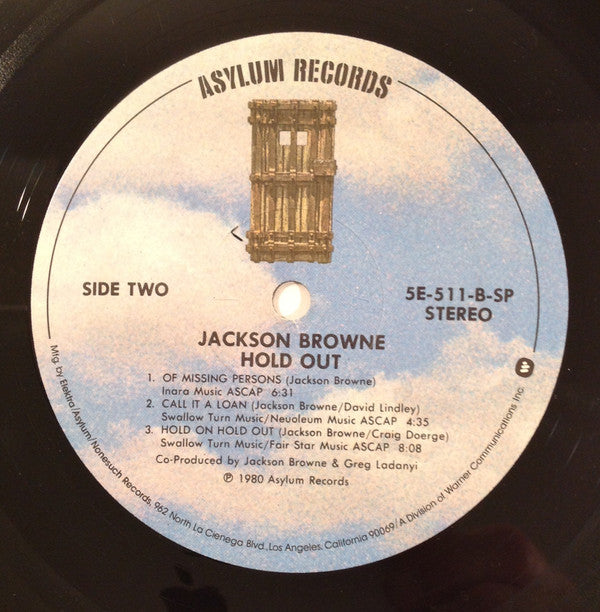 ASYLUM RECORDS
SIDE TWO
5E-511-B-SP
STEREO
JACKSON BROWNE
HOLD OUT
1. OF MISSING PERSONS (Jackson Browne)
Inara Music ASCAP 6:31
2. CALL IT A LOAN (Jackson Browne/David Lindley)
Swallow Turn Music/Neuoleum Music ASCAP 4:35
3. HOLD ON HOLD OUT (Jackson Browne/Craig Doerge)
Swallow Turn Music/Fair Star Music ASCAP 8:08
Co-Produced by Jackson Browne & Greg Ladanyi
℗ 1980 Asylum Records
Mfg. by Elektra/Asylum/Nonesuch Records, 962 North La Cienega Blvd., Los Angeles, California 90069/A Division of Warner Communications Inc.